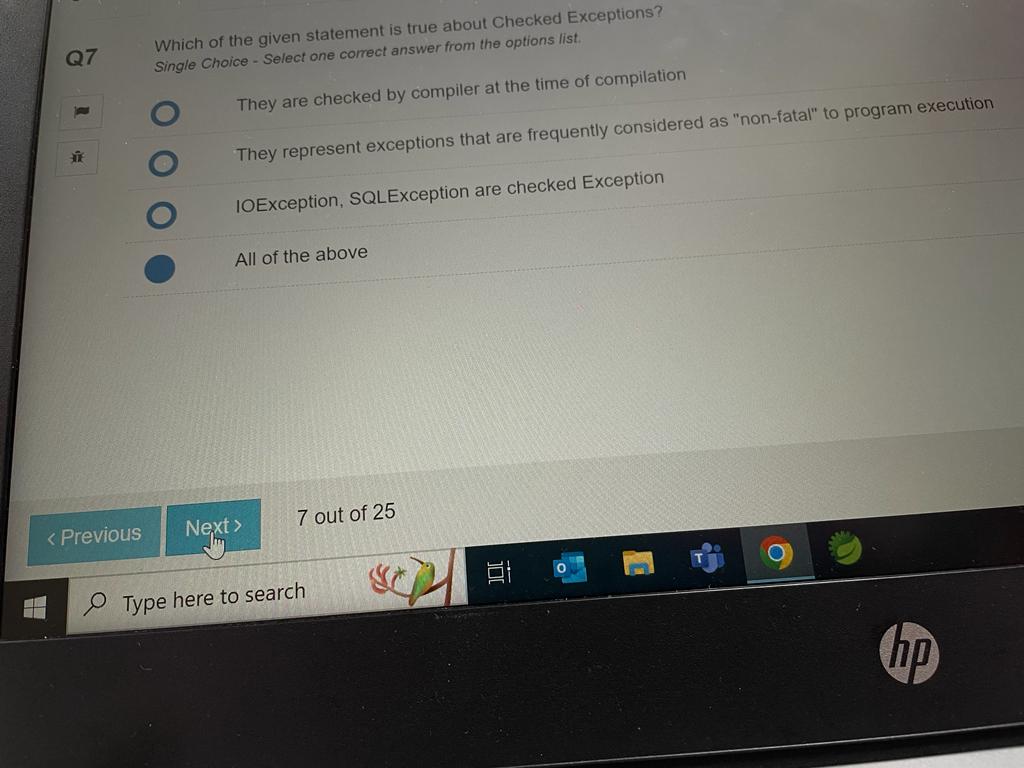 Q7
Which of the given statement is true about Checked Exceptions?
Single Choice - Select one correct answer from the options list.
They are checked by compiler at the time of compilation
They represent exceptions that are frequently considered as "non-fatal" to program execution
IOException, SQLException are checked Exception
All of the above
< Previous
Next >
7 out of 25
Type here to search
O
T
hp